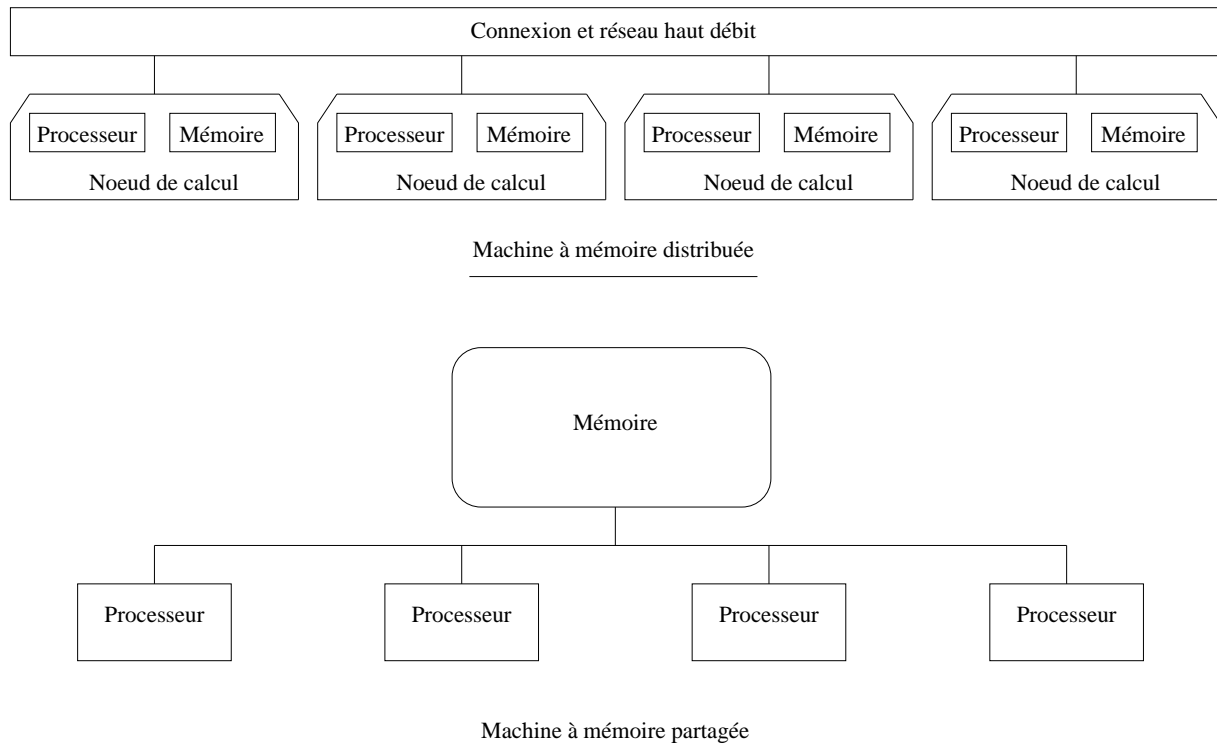 Connexion et réseau haut débit
Processeur Mémoire Processeur Mémoire Processeur Mémoire Processeur Mémoire
Noeud de calcul Noeud de calcul Noeud de calcul Noeud de calcul
Machine à mémoire distribuée
Mémoire
Processeur Processeur Processeur Processeur
Machine à mémoire partagée